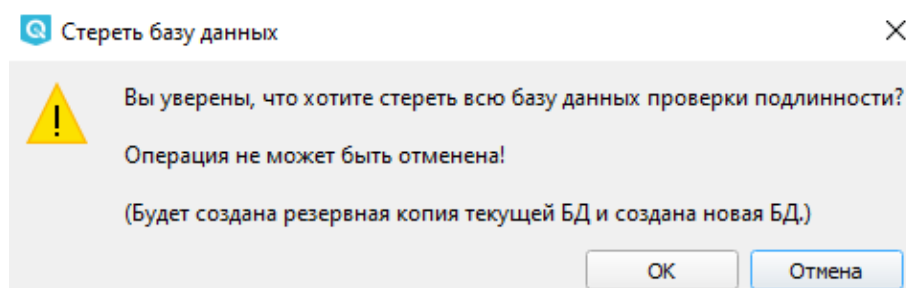 Стереть базу данных
Вы уверены, что хотите стереть всю базу данных проверки подлинности?
Операция не может быть отменена!
(Будет создана резервная копия текущей БД и создана новая БД.)
OK
Отмена